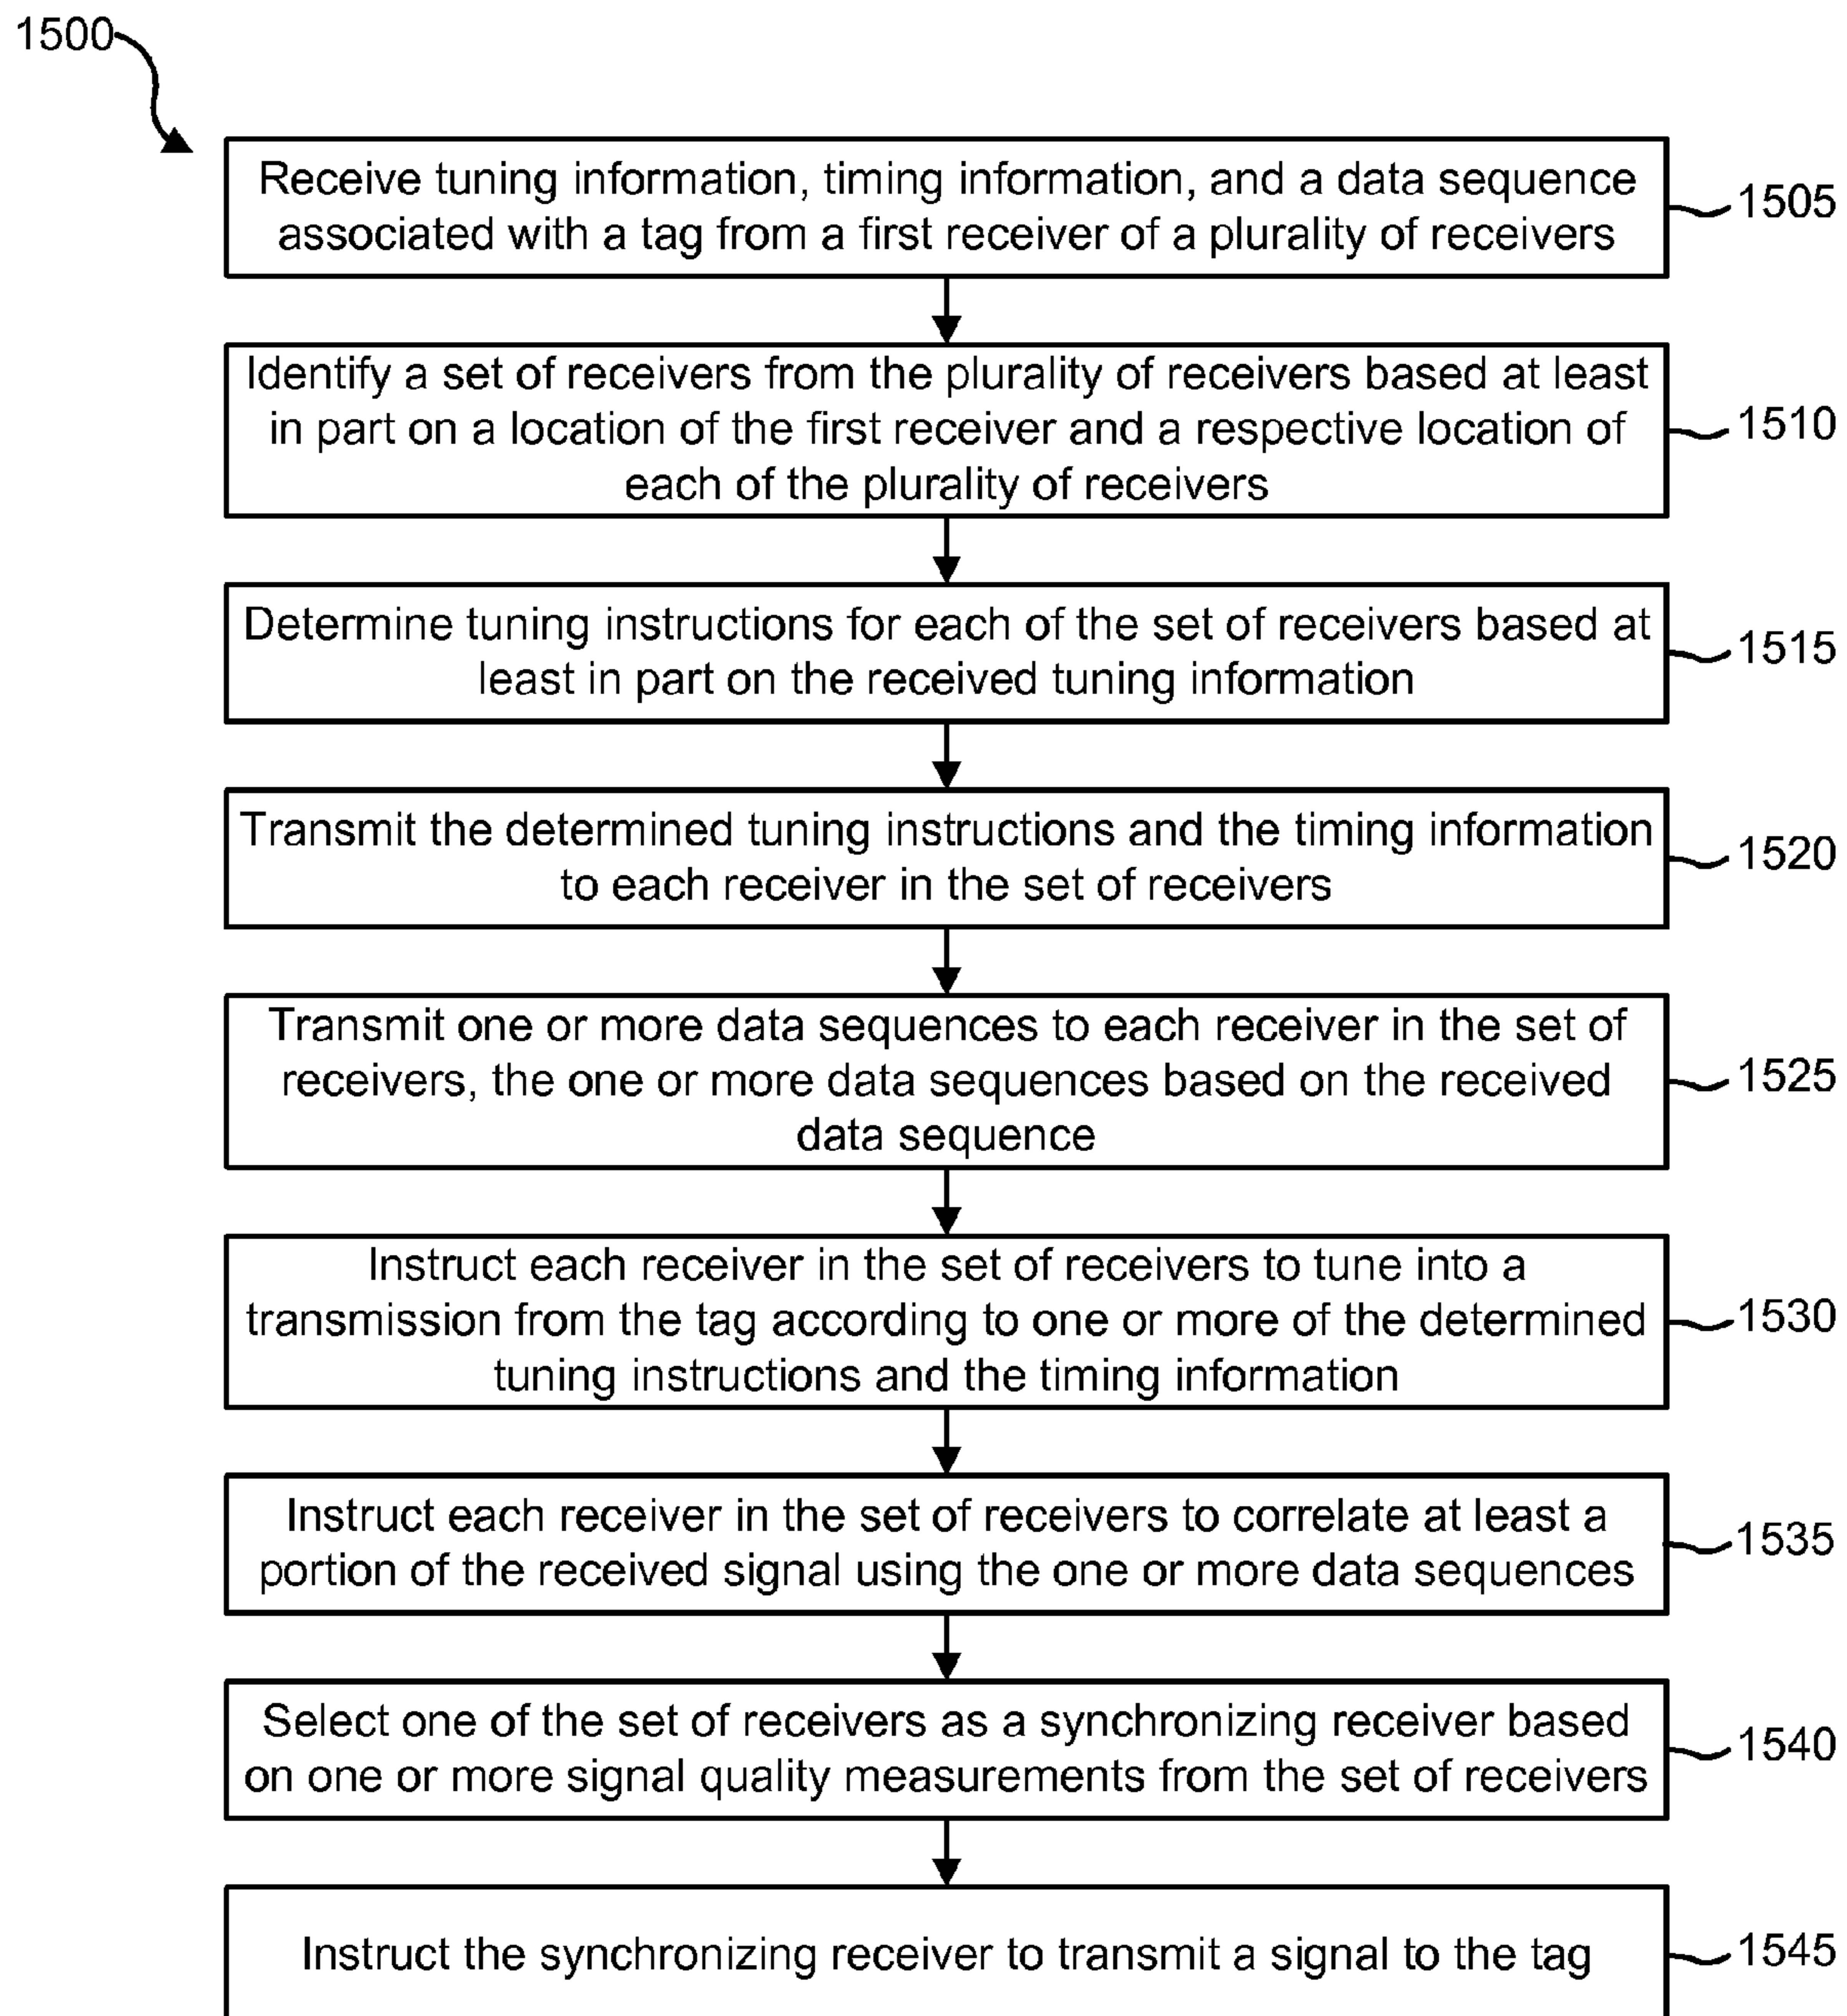 1500
Receive tuning information, timing information, and a data sequence
associated with a tag from a first receiver of a plurality of receivers
1505
Identify a set of receivers from the plurality of receivers based at least
in part on a location of the first receiver and a respective location of
each of the plurality of receivers
1510
Determine tuning instructions for each of the set of receivers based at
least in part on the received tuning information
1515
Transmit the determined tuning instructions and the timing information
to each receiver in the set of receivers
1520
Transmit one or more data sequences to each receiver in the set of
receivers, the one or more data sequences based on the received
data sequence
1525
Instruct each receiver in the set of receivers to tune into a
transmission from the tag according to one or more of the determined
tuning instructions and the timing information
1530
Instruct each receiver in the set of receivers to correlate at least a
portion of the received signal using the one or more data sequences
1535
Select one of the set of receivers as a synchronizing receiver based
on one or more signal quality measurements from the set of receivers
1540
Instruct the synchronizing receiver to transmit a signal to the tag
1545